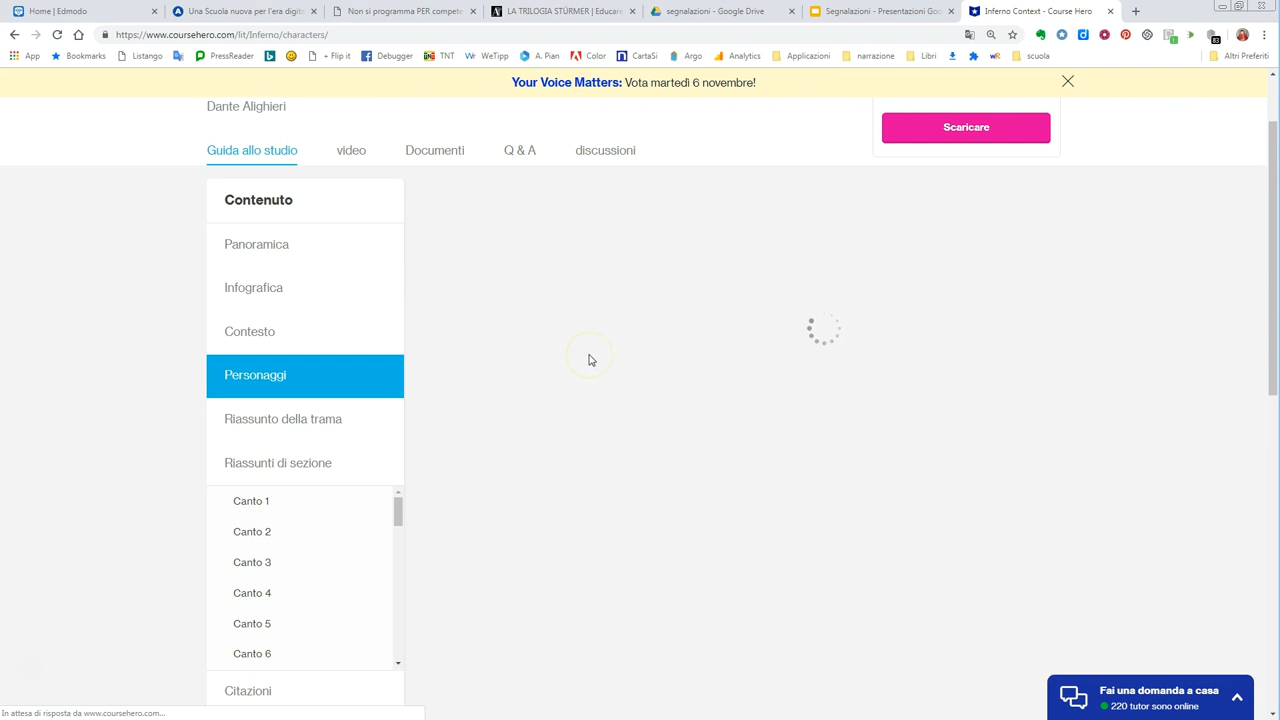 Home | Edmodo
Una Scuola nuova per l'era digita
Non si programma PER compete
LA TRILOGIA STÜRMER | Educare
segnalazioni - Google Drive
Segnalazioni - Presentazioni Goo
Inferno Context - Course Hero
https://www.coursehero.com/lit/Inferno/characters/
App
Bookmarks
Listango
PressReader
+ Flip it
Debugger
TNT
WeTipp
A. Pian
Color
CartaSi
Argo
Analytics
Applicazioni
narrazione
Libri
scuola
Altri Preferiti
Your Voice Matters: Vota martedì 6 novembre!
Dante Alighieri
Scaricare
Guida allo studio
video
Documenti
Q & A
discussioni
Contenuto
Panoramica
Infografica
Contesto
Personaggi
Riassunto della trama
Riassunti di sezione
Canto 1
Canto 2
Canto 3
Canto 4
Canto 5
Canto 6
Citazioni
Fai una domanda a casa
220 tutor sono online
In attesa di risposta da www.coursehero.com...